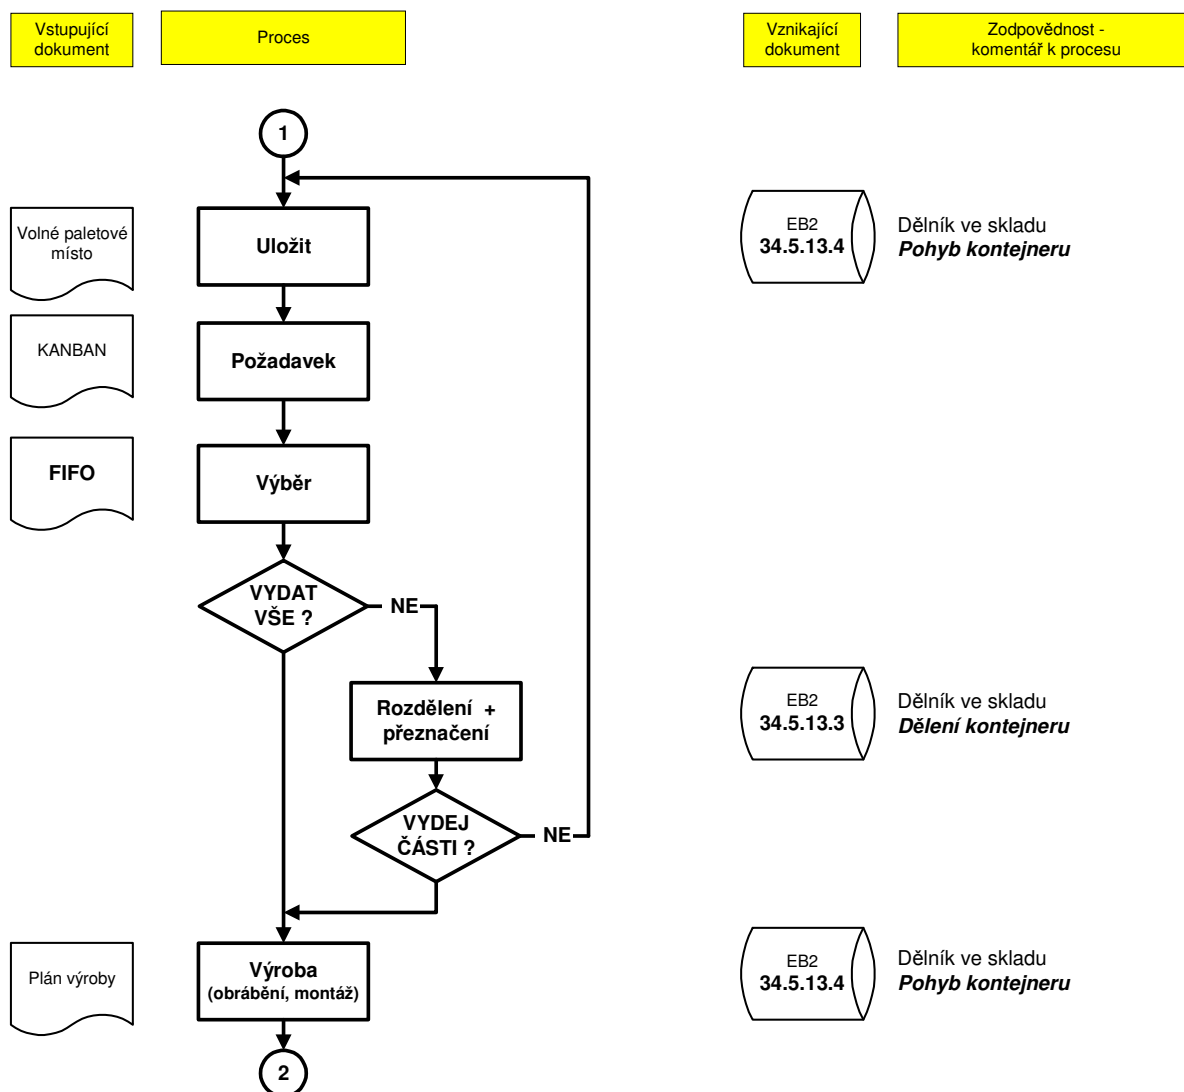 Vstupující
dokument
Proces
Vznikající
dokument
Zodpovědnost -
komentář k procesu
1
Volné paletové
místo
Uložit
EB2
34.5.13.4
Dělník ve skladu
Pohyb kontejneru
KANBAN
Požadavek
FIFO
Výběr
VYDAT
VŠE ?
NE
Rozdělení +
přeznačení
EB2
34.5.13.3
Dělník ve skladu
Dělení kontejneru
VYDEJ
ČÁSTI ?
NE
Plán výroby
Výroba
(obrábění, montáž)
EB2
34.5.13.4
Dělník ve skladu
Pohyb kontejneru
2